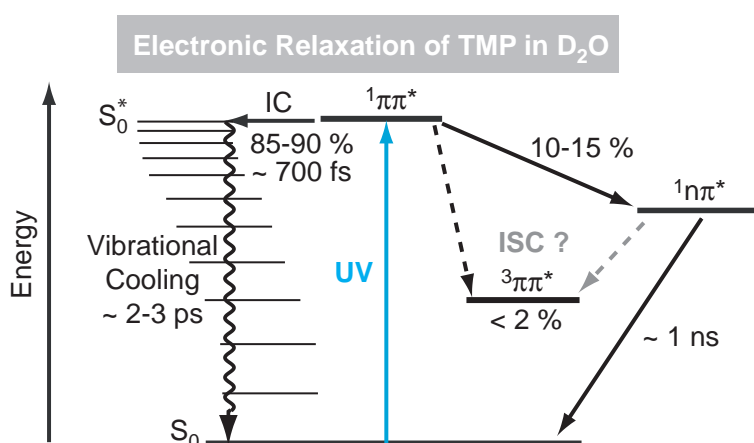 Electronic Relaxation of TMP in D₂O
Energy
S₀*
IC
85-90 %
~ 700 fs
¹ππ*
10-15 %
¹nπ*
Vibrational
Cooling
~ 2-3 ps
UV
ISC ?
³ππ*
< 2 %
~ 1 ns
S₀